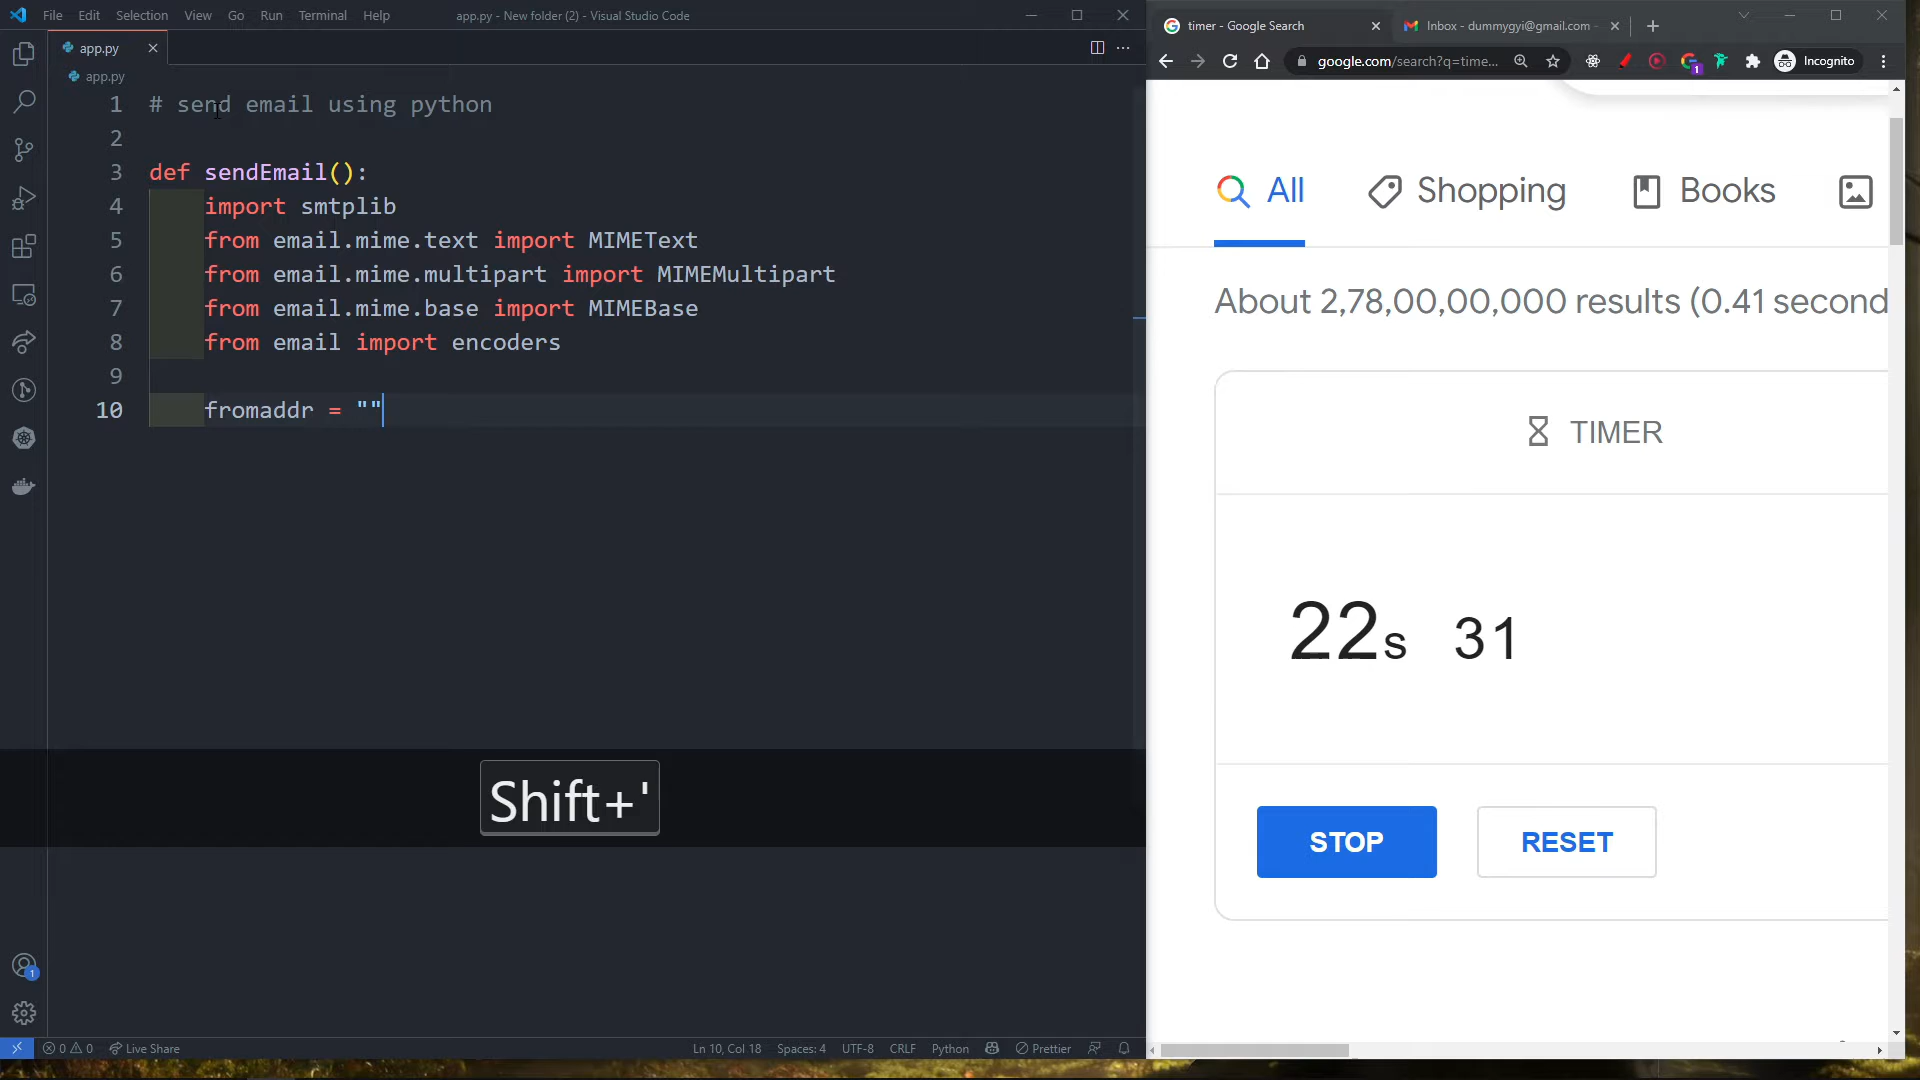 File Edit Selection View Go Run Terminal Help
app.py - New folder (2) - Visual Studio Code
app.py
app.py
1 # send email using python
2
3 def sendEmail():
4 import smtplib
5 from email.mime.text import MIMEText
6 from email.mime.multipart import MIMEMultipart
7 from email.mime.base import MIMEBase
8 from email import encoders
9
10 fromaddr = ""
Shift+'
1
0 0 Live Share
Ln 10, Col 18 Spaces: 4 UTF-8 CRLF Python Prettier
timer - Google Search
Inbox - dummygyi@gmail.com -
google.com/search?q=time...
1
Incognito
All Shopping Books
About 2,78,00,00,000 results (0.41 second
TIMER
22s 31
STOP RESET